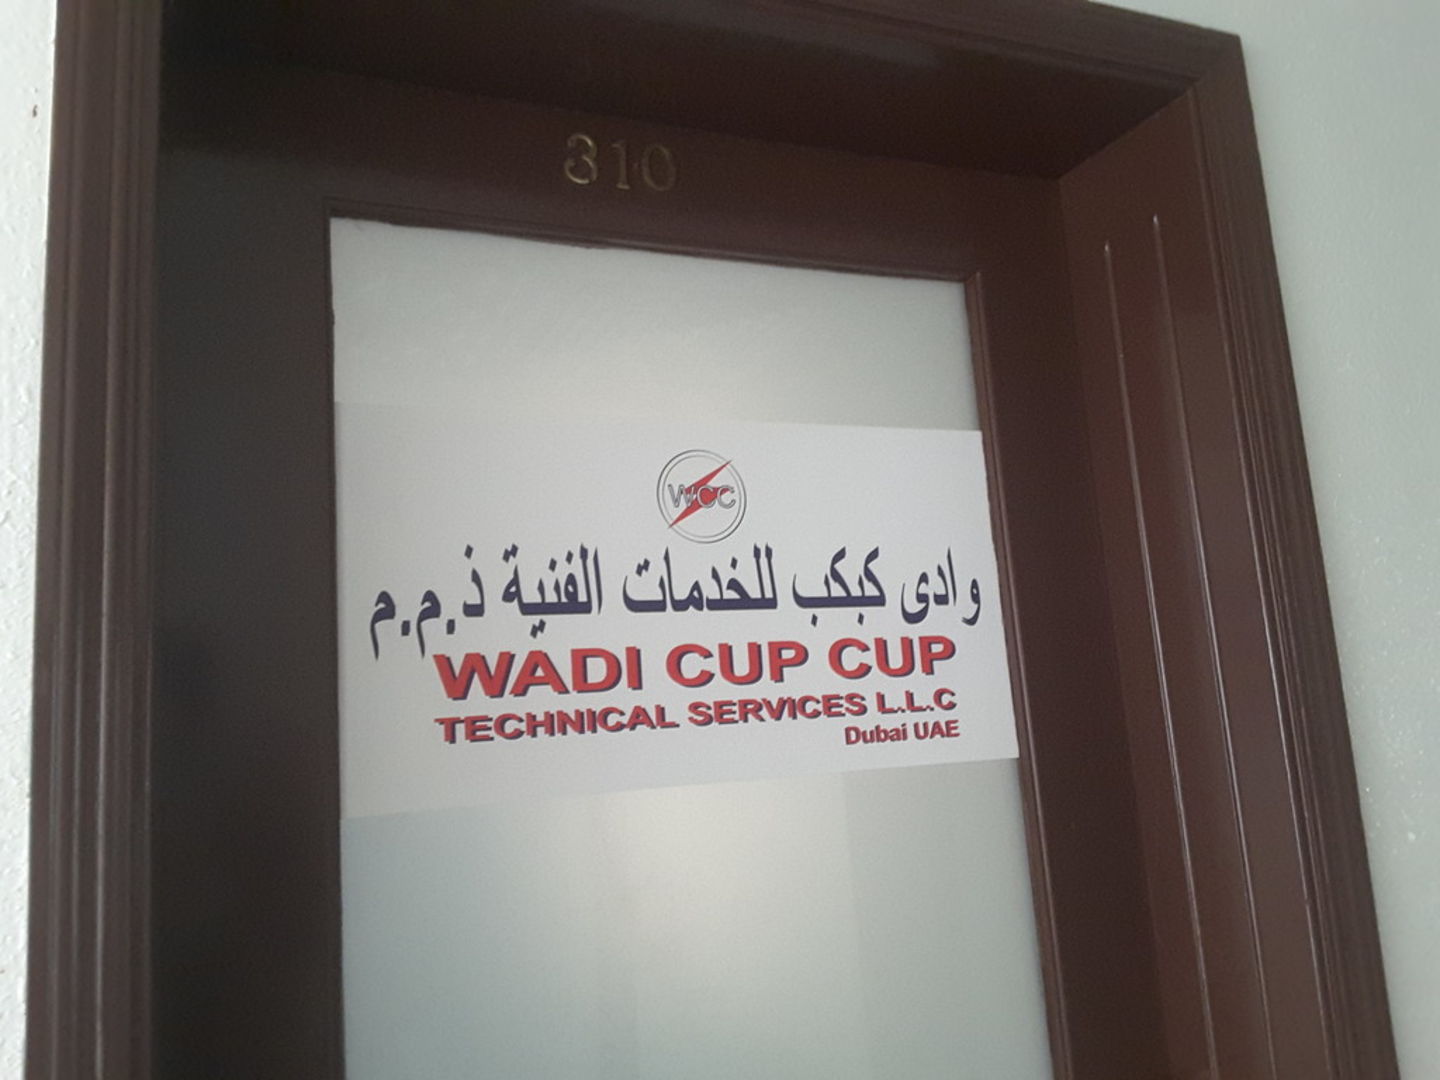 310
WCC
وادى كبكب للخدمات الفنية ذ.م.م
WADI CUP CUP
TECHNICAL SERVICES L.L.C
Dubai UAE